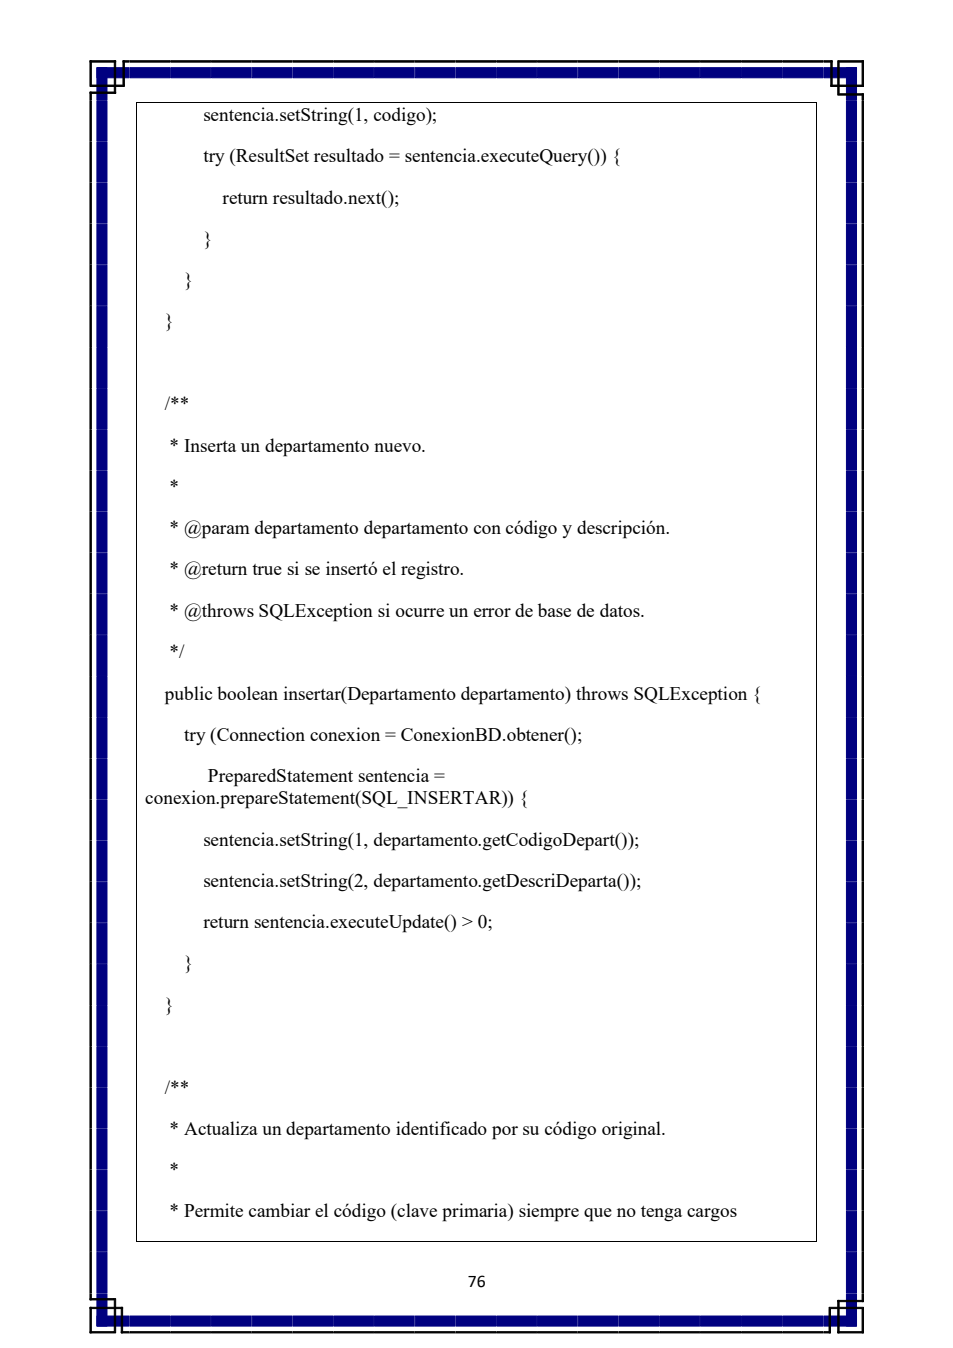 sentencia.setString(1, codigo);
try (ResultSet resultado = sentencia.executeQuery()) {
return resultado.next();
}
}
}
/**
* Inserta un departamento nuevo.
*
* @param departamento departamento con código y descripción.
* @return true si se insertó el registro.
* @throws SQLException si ocurre un error de base de datos.
*/
public boolean insertar(Departamento departamento) throws SQLException {
try (Connection conexion = ConexionBD.obtener();
PreparedStatement sentencia =
conexion.prepareStatement(SQL_INSERTAR)) {
sentencia.setString(1, departamento.getCodigoDepart());
sentencia.setString(2, departamento.getDescriDeparta());
return sentencia.executeUpdate() > 0;
}
}
/**
* Actualiza un departamento identificado por su código original.
*
* Permite cambiar el código (clave primaria) siempre que no tenga cargos
76